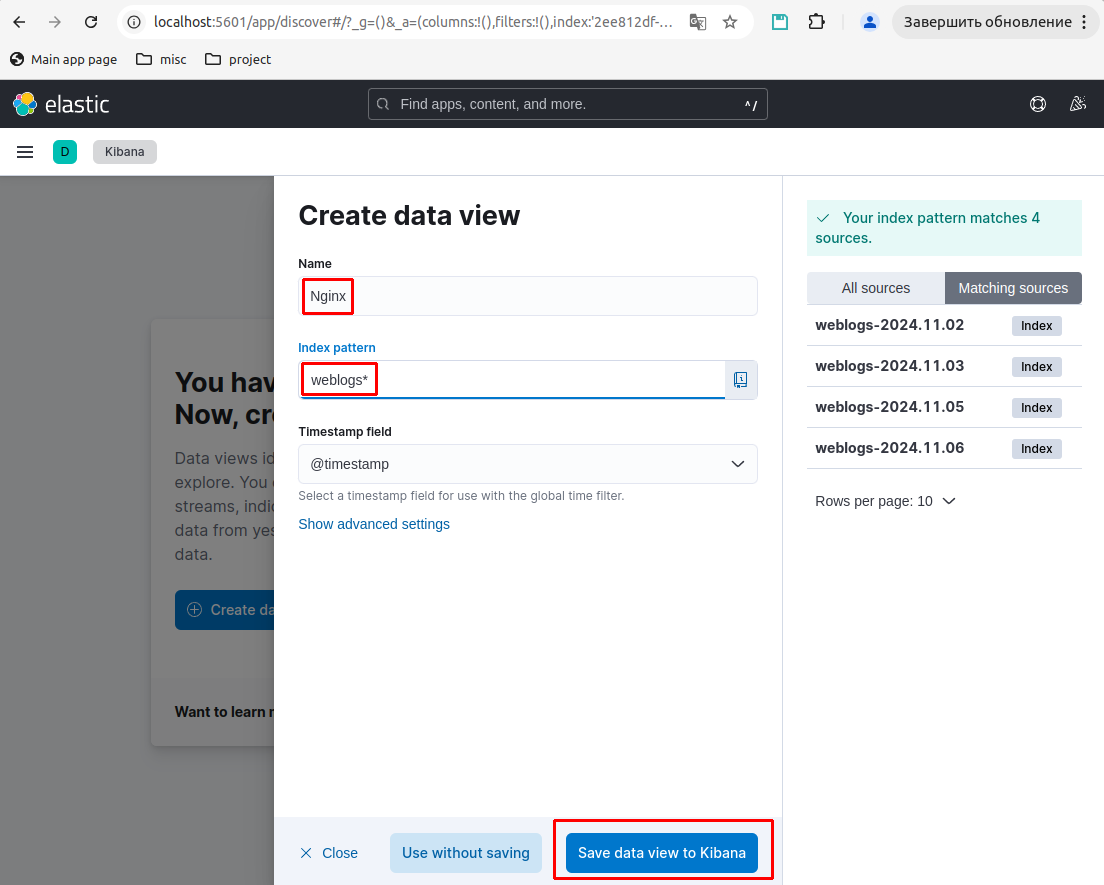 localhost:5601/app/discover#/?_g=()&_a=(columns:!(),filters:!(),index:'2ee812df-...
Завершить обновление
Main app page
misc
project
elastic
Find apps, content, and more.
^/
D
Kibana
Create data view
Name
Nginx
Index pattern
weblogs*
Timestamp field
@timestamp
Select a timestamp field for use with the global time filter.
Show advanced settings
Close
Use without saving
Save data view to Kibana
Your index pattern matches 4
sources.
All sources
Matching sources
weblogs-2024.11.02 Index
weblogs-2024.11.03 Index
weblogs-2024.11.05 Index
weblogs-2024.11.06 Index
Rows per page: 10
You hav
Now, cre
Data views ide
explore. You c
streams, indic
data from yes
data.
Create da
Want to learn m